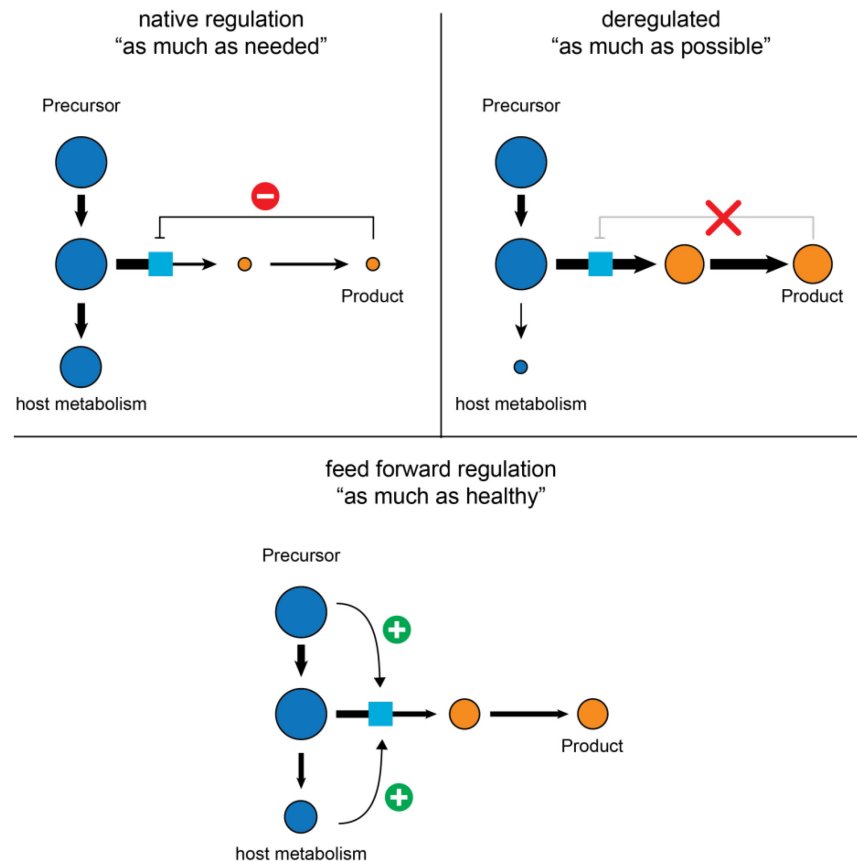 native regulation
“as much as needed”
Precursor
Product
host metabolism
deregulated
“as much as possible”
Precursor
Product
host metabolism
feed forward regulation
“as much as healthy”
Precursor
Product
host metabolism